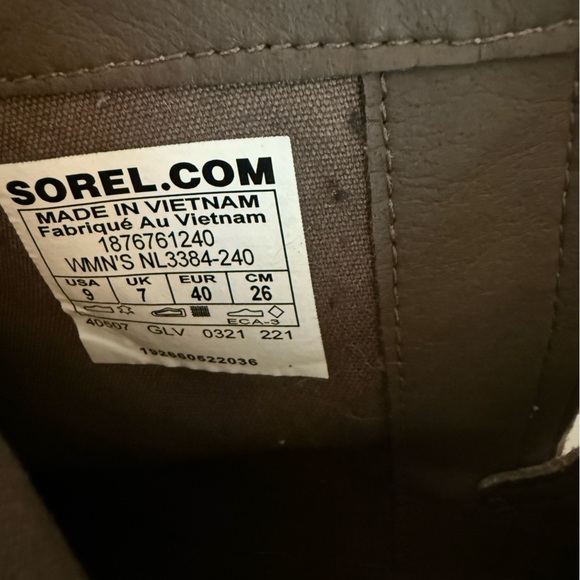 SOREL.COM
MADE IN VIETNAM
Fabriqué Au Vietnam
1876761240
WMN'S NL3384-240
USA UK EUR CM
9 7 40 26
ECA-3
40507 GLV 0321 221
192660522036